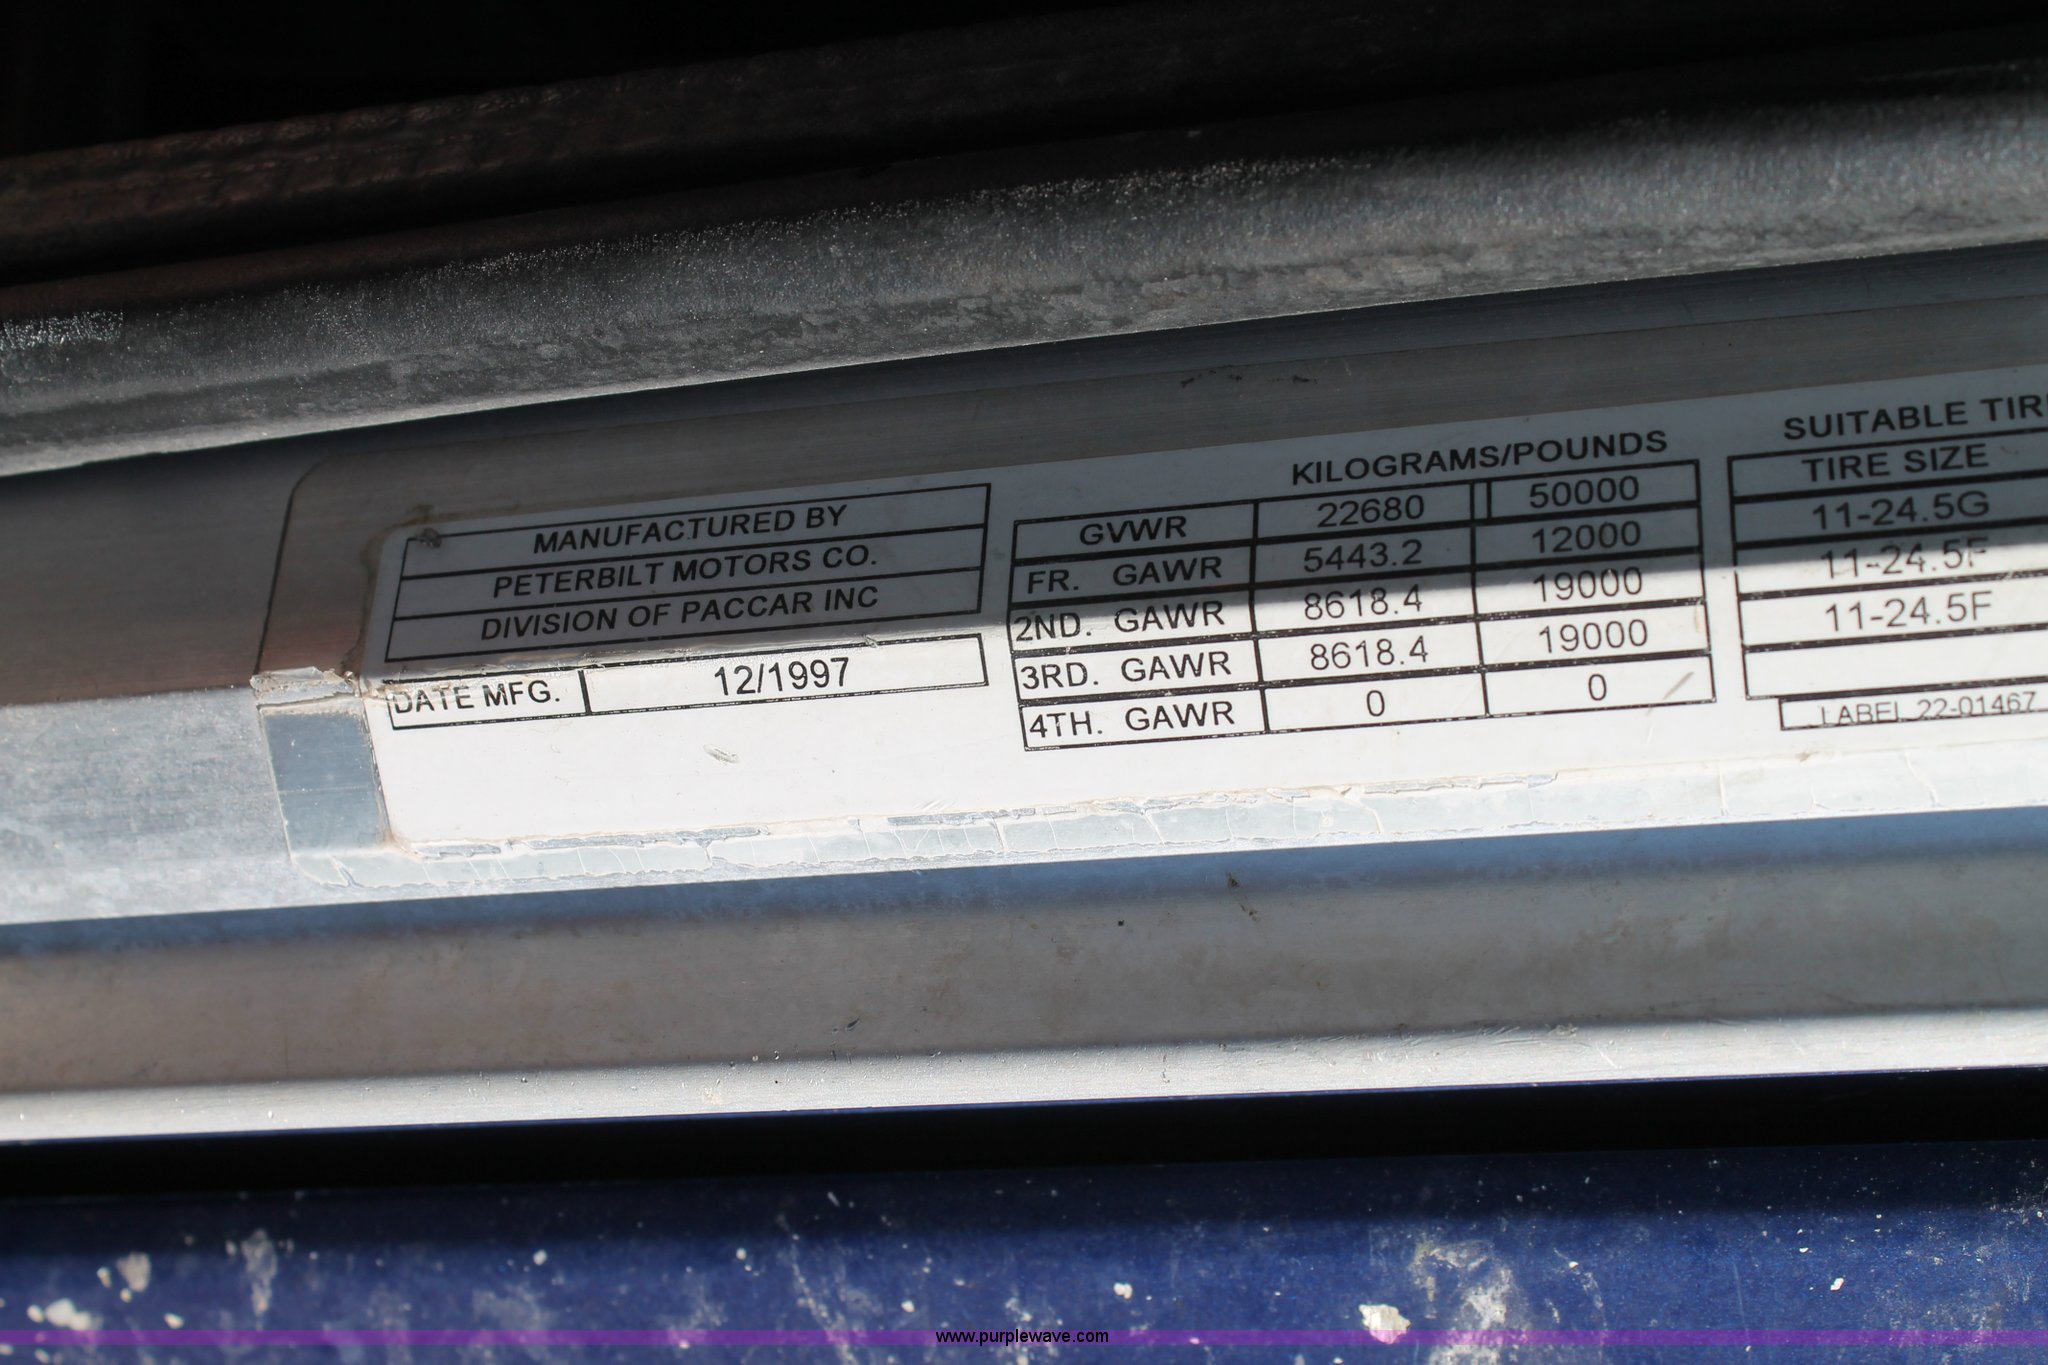 MANUFACTURED BY
PETERBILT MOTORS CO.
DIVISION OF PACCAR INC
DATE MFG. 12/1997
KILOGRAMS/POUNDS
GVWR 22680 50000
FR. GAWR 5443.2 12000
2ND. GAWR 8618.4 19000
3RD. GAWR 8618.4 19000
4TH. GAWR 0 0
SUITABLE
TIRE SIZE
11-24.5G
11-24.5F
11-24.5F
LABEL 22-01467
www.purplewave.com